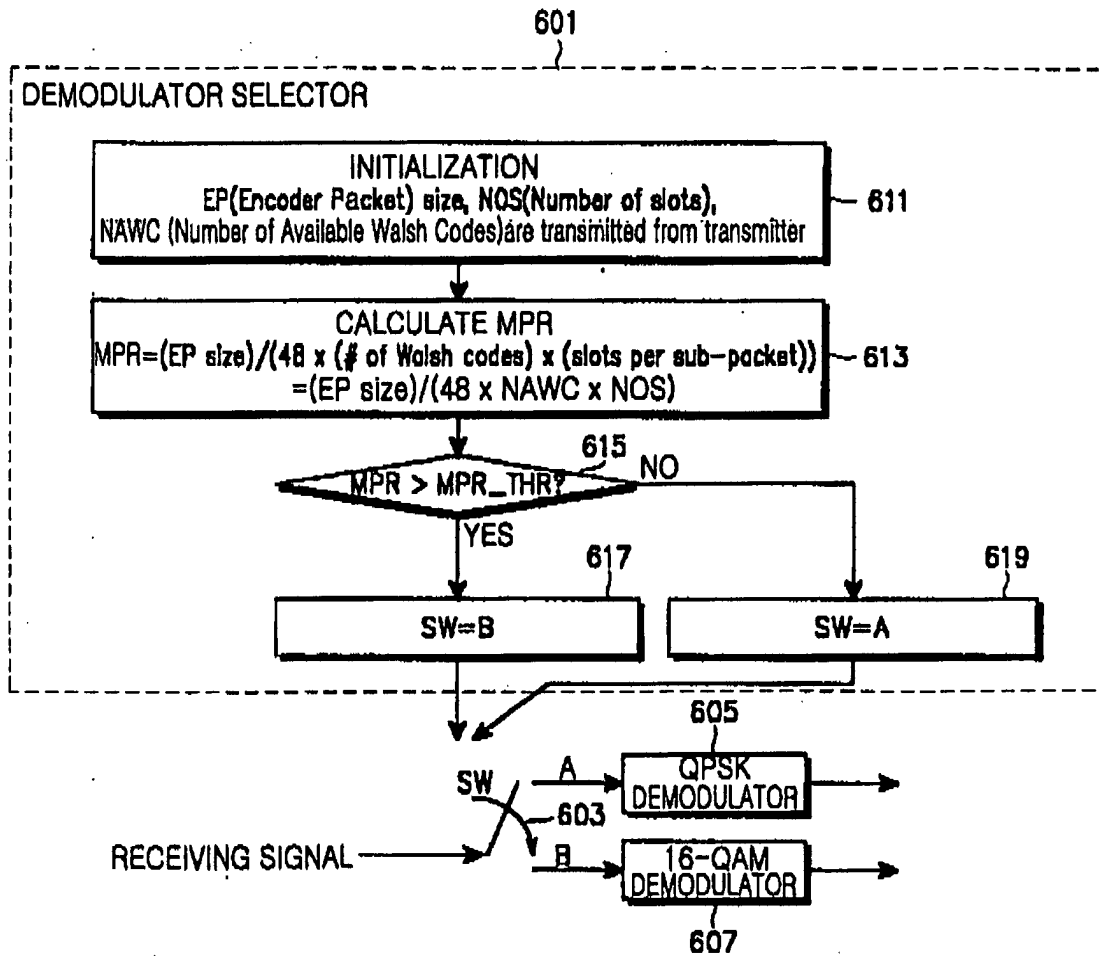 601
DEMODULATOR SELECTOR
INITIALIZATION
EP(Encoder Packet) size, NOS(Number of slots),
NAWC (Number of Available Walsh Codes)are transmitted from transmitter
611
CALCULATE MPR
MPR=(EP size)/(48 x (# of Walsh codes) x (slots per sub-packet))
=(EP size)/(48 x NAWC x NOS)
613
615
MPR > MPR_THR?
NO
YES
617
619
SW=B
SW=A
605
SW
A
QPSK
DEMODULATOR
603
RECEIVING SIGNAL
B
16-QAM
DEMODULATOR
607